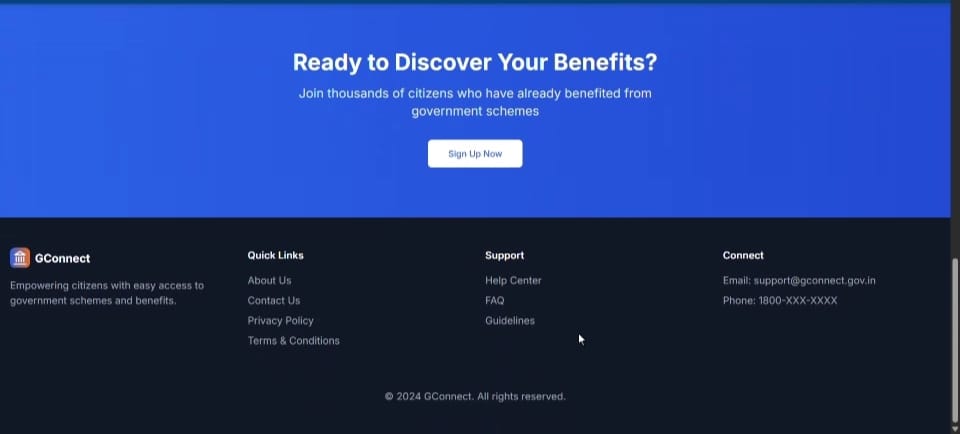 Ready to Discover Your Benefits?
Join thousands of citizens who have already benefited from
government schemes
Sign Up Now
GConnect
Empowering citizens with easy access to
government schemes and benefits.
Quick Links
About Us
Contact Us
Privacy Policy
Terms & Conditions
Support
Help Center
FAQ
Guidelines
Connect
Email: support@gconnect.gov.in
Phone: 1800-XXX-XXXX
© 2024 GConnect. All rights reserved.